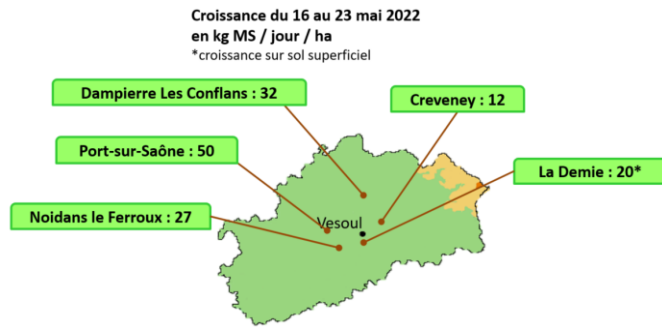 Croissance du 16 au 23 mai 2022
en kg MS / jour / ha
*croissance sur sol superficiel
Dampierre Les Conflans : 32
Creveney : 12
Port-sur-Saône : 50
La Demie : 20*
Noidans le Ferroux : 27
Vesoul